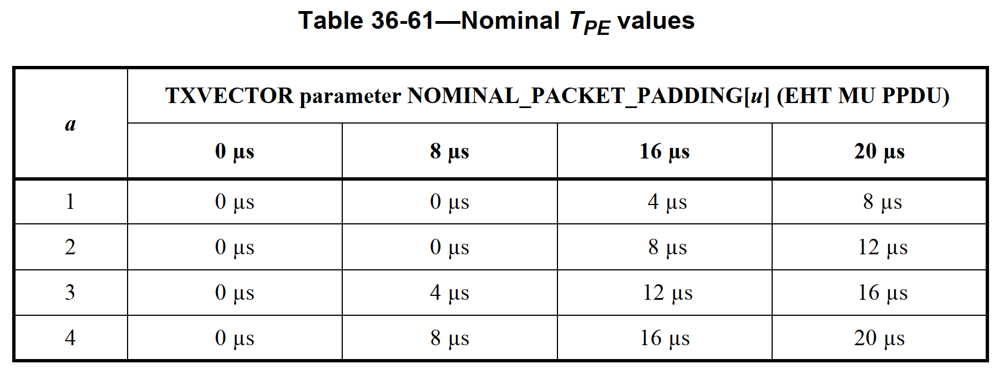 Table 36-61—Nominal T_PE values
a
TXVECTOR parameter NOMINAL_PACKET_PADDING[u] (EHT MU PPDU)
0 µs 8 µs 16 µs 20 µs
1 0 µs 0 µs 4 µs 8 µs
2 0 µs 0 µs 8 µs 12 µs
3 0 µs 4 µs 12 µs 16 µs
4 0 µs 8 µs 16 µs 20 µs